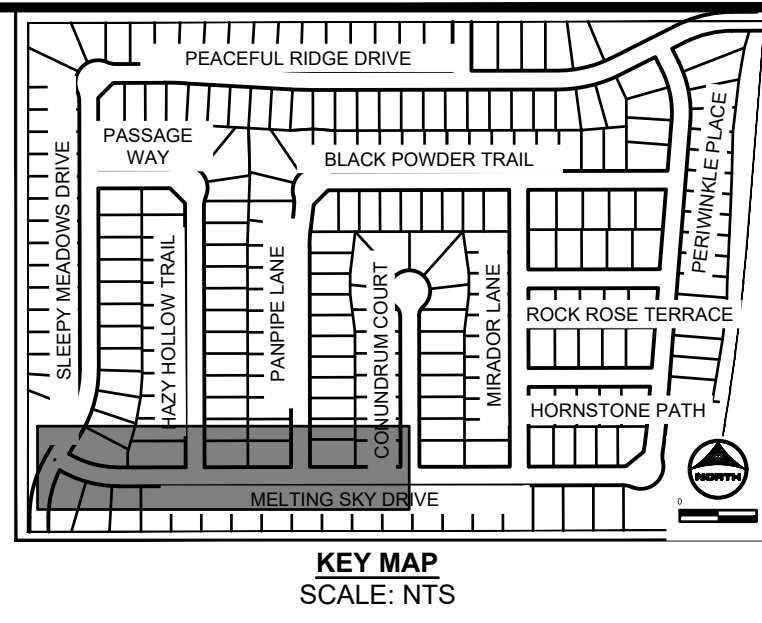 PEACEFUL RIDGE DRIVE
PASSAGE
WAY
BLACK POWDER TRAIL
SLEEPY MEADOWS DRIVE
HAZY HOLLOW TRAIL
PANPIPE LANE
CONUNDRUM COURT
MIRADOR LANE
PERIWINKLE PLACE
ROCK ROSE TERRACE
HORNSTONE PATH
MELTING SKY DRIVE
NORTH
0
KEY MAP
SCALE: NTS